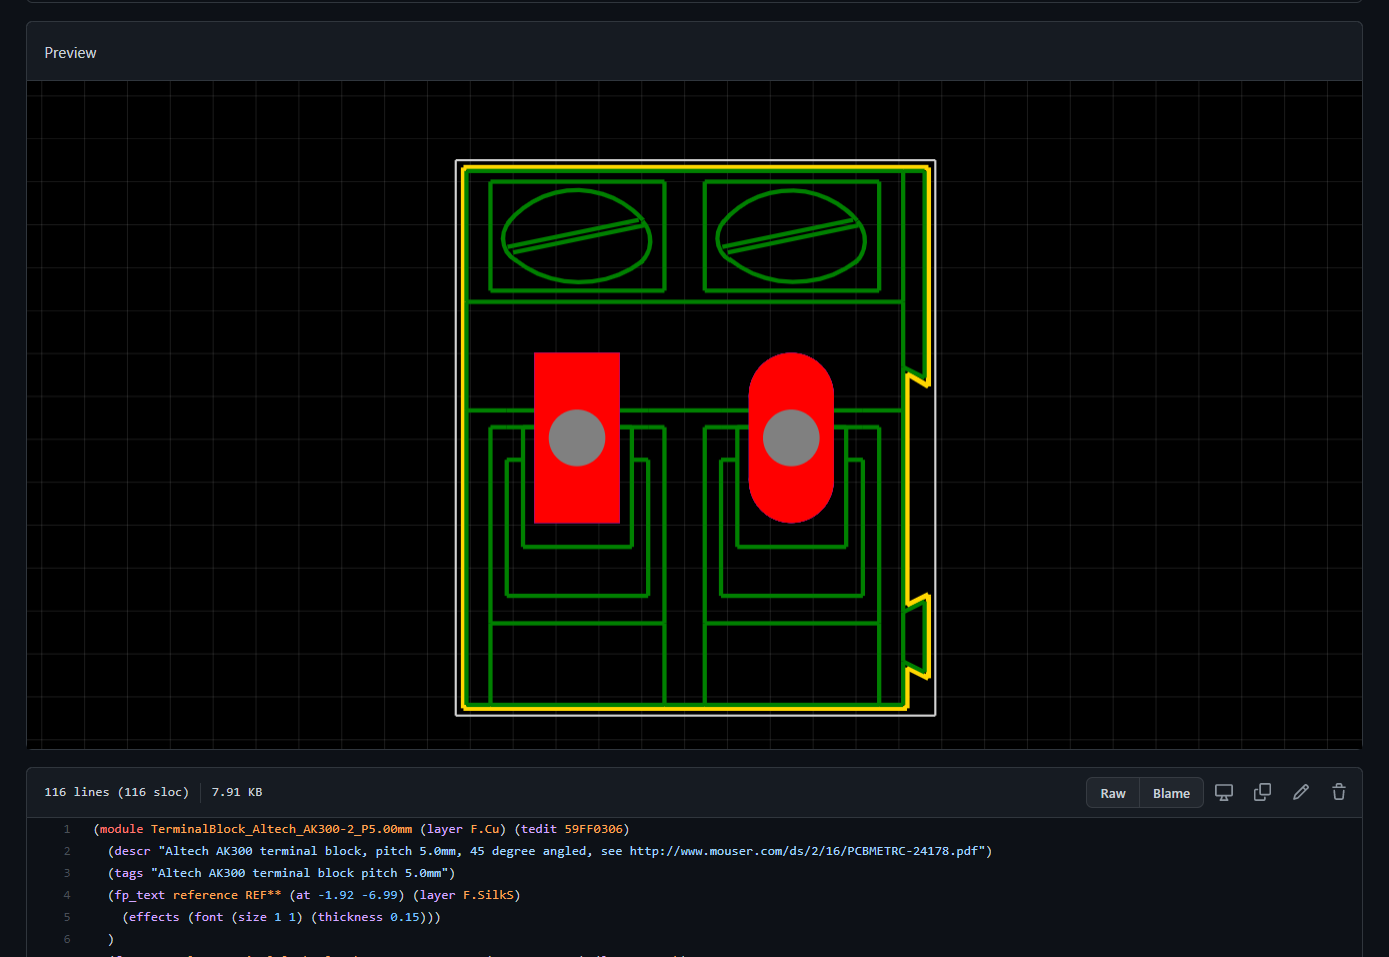 Preview
116 lines (116 sloc) 7.91 KB
Raw Blame
1 (module TerminalBlock_Altech_AK300-2_P5.00mm (layer F.Cu) (tedit 59FF0306)
2 (descr "Altech AK300 terminal block, pitch 5.0mm, 45 degree angled, see http://www.mouser.com/ds/2/16/PCBMETRC-24178.pdf")
3 (tags "Altech AK300 terminal block pitch 5.0mm")
4 (fp_text reference REF** (at -1.92 -6.99) (layer F.SilkS)
5 (effects (font (size 1 1) (thickness 0.15)))
6 )